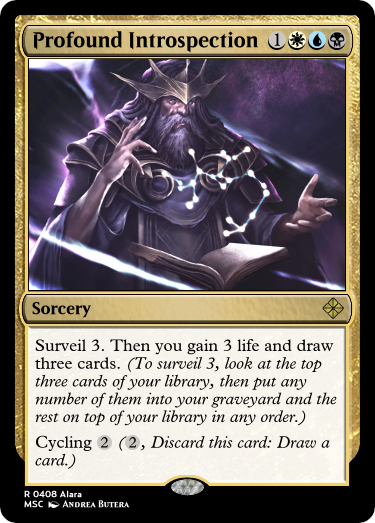 Profound Introspection 1
Sorcery
Surveil 3. Then you gain 3 life and draw
three cards. (To surveil 3, look at the top
three cards of your library, then put any
number of them into your graveyard and the
rest on top of your library in any order.)
Cycling 2 (2, Discard this card: Draw a
card.)
R 0408 Alara
MSC Andrea Butera